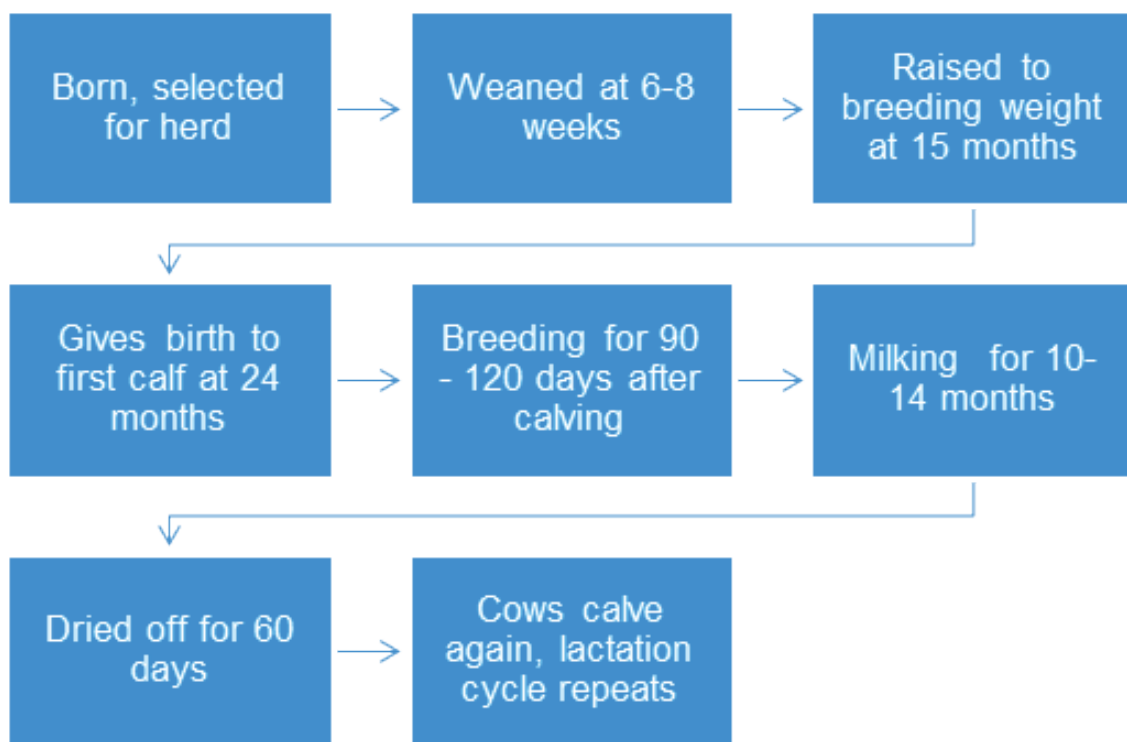 Born, selected
for herd
Weaned at 6-8
weeks
Raised to
breeding weight
at 15 months
Gives birth to
first calf at 24
months
Breeding for 90
- 120 days after
calving
Milking for 10-
14 months
Dried off for 60
days
Cows calve
again, lactation
cycle repeats